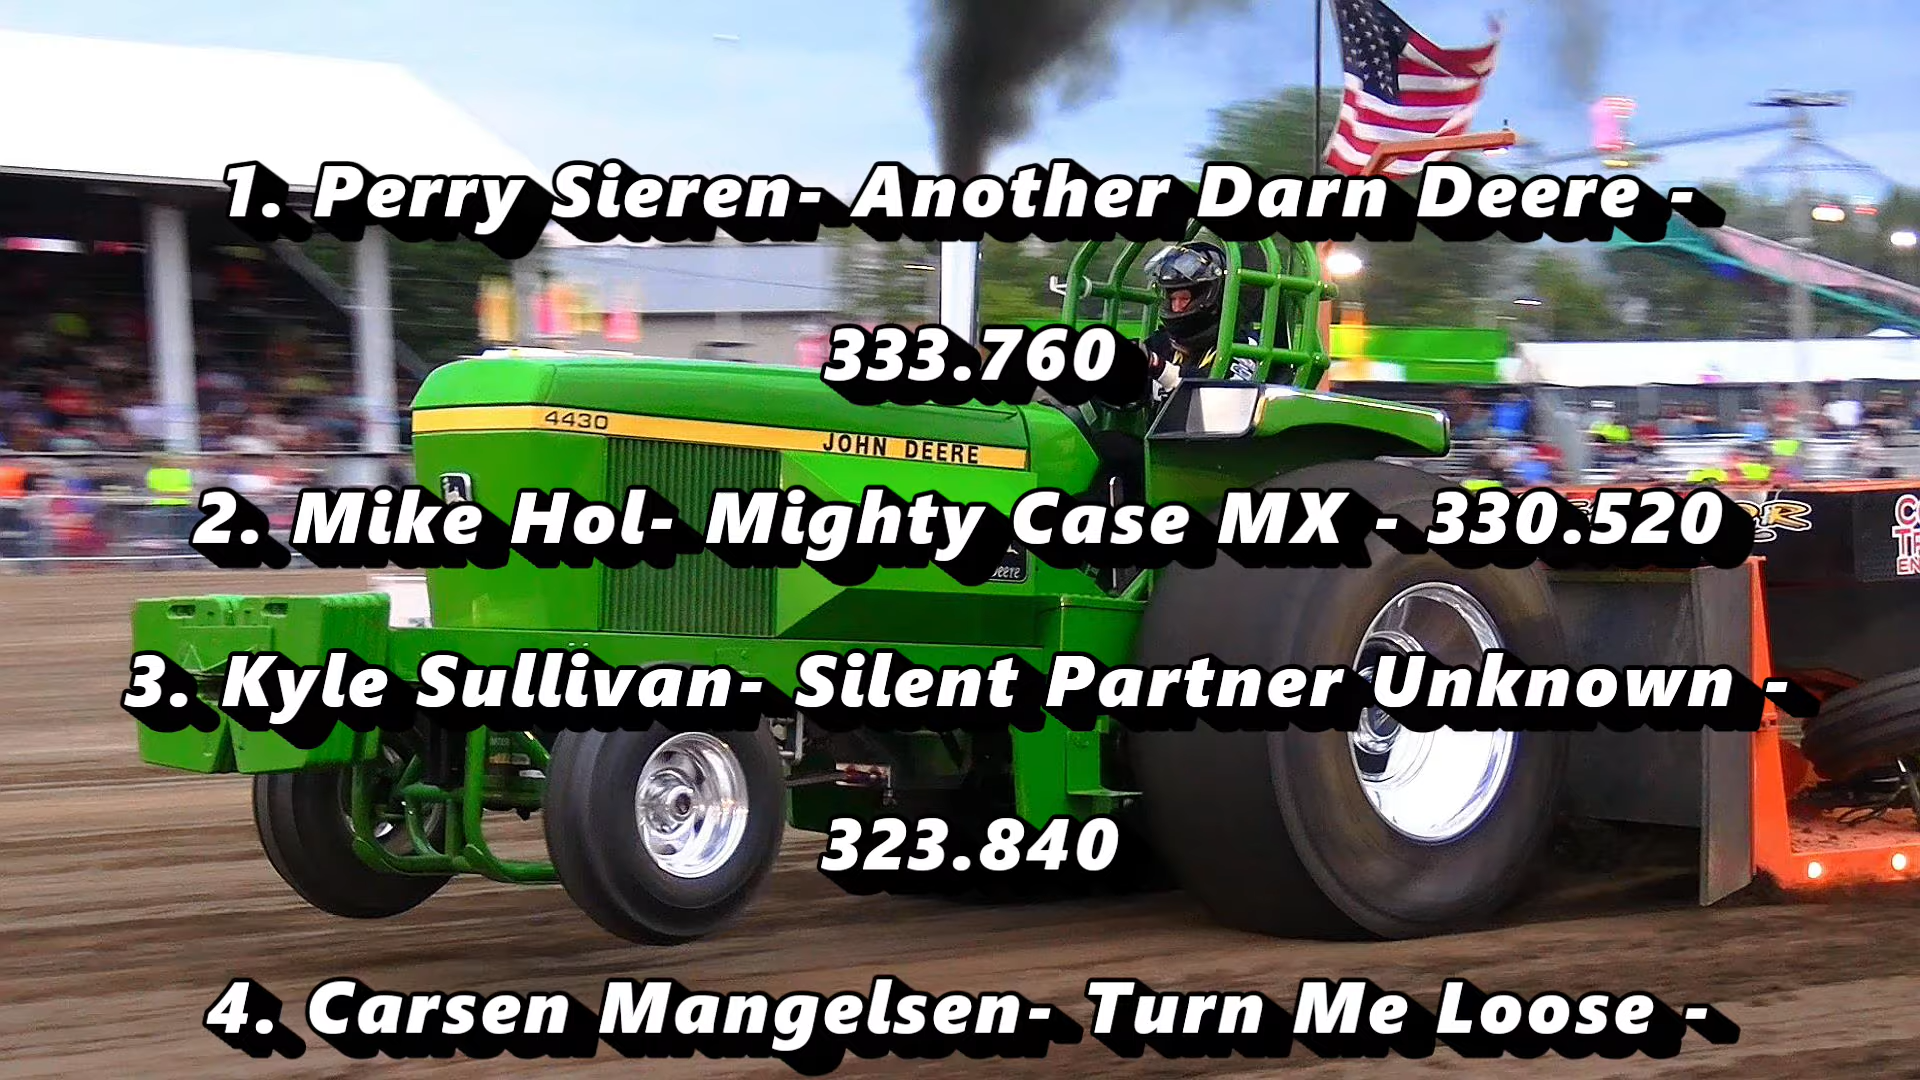 1. Perry Sieren- Another Darn Deere -
333.760
4430
JOHN DEERE
2. Mike Hol- Mighty Case MX - 330.520
Deere
3. Kyle Sullivan- Silent Partner Unknown -
323.840
4. Carsen Mangelsen- Turn Me Loose -